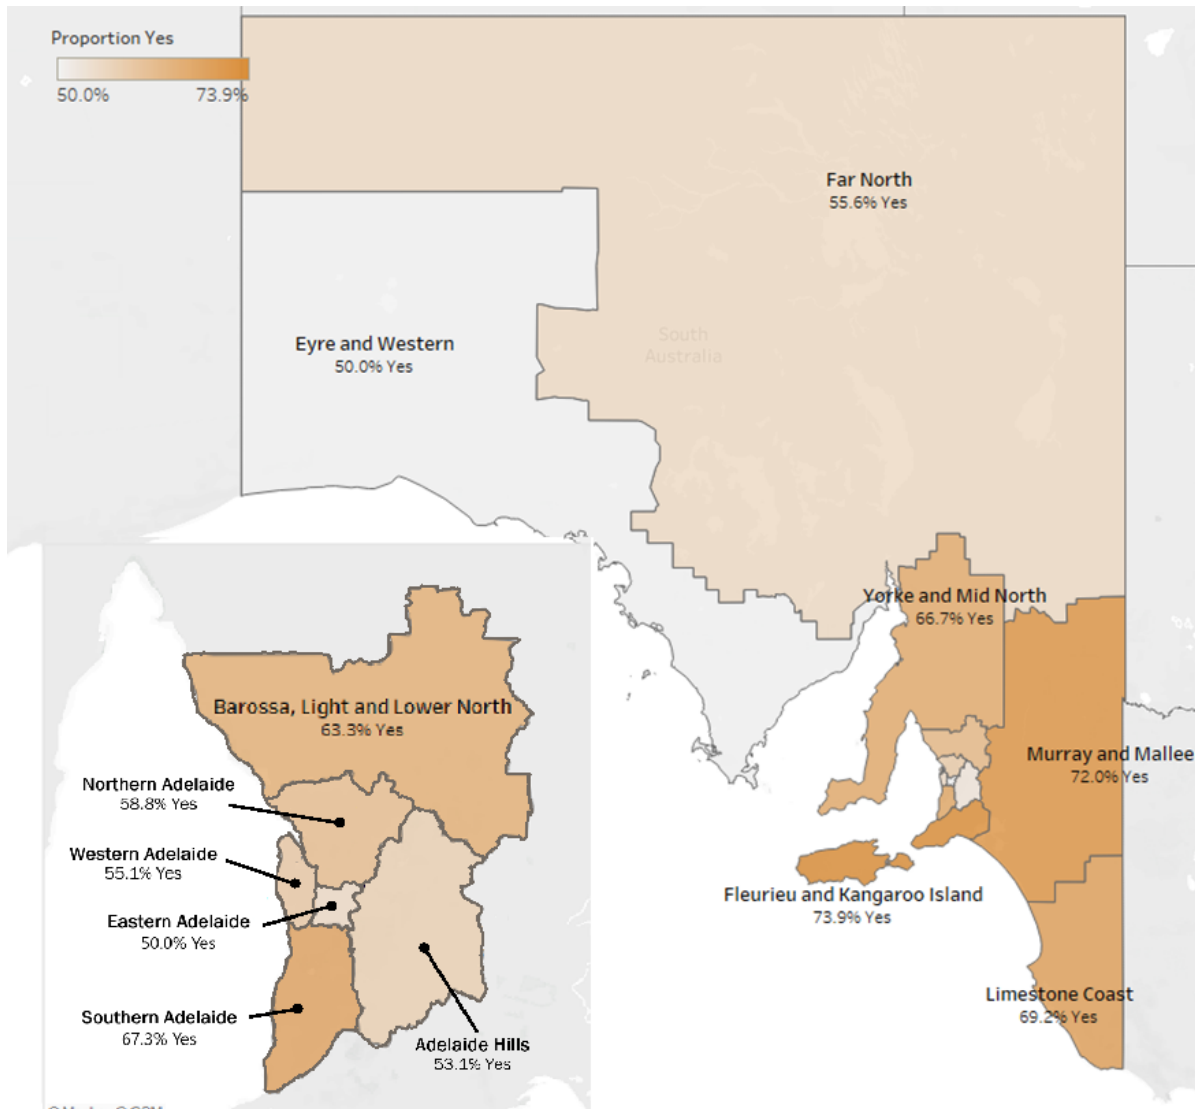 Proportion Yes
50.0% 73.9%
Far North
55.6% Yes
Eyre and Western
50.0% Yes
South
Australia
Yorke and Mid North
66.7% Yes
Murray and Mallee
72.0% Yes
Fleurieu and Kangaroo Island
73.9% Yes
Limestone Coast
69.2% Yes
Barossa, Light and Lower North
63.3% Yes
Northern Adelaide
58.8% Yes
Western Adelaide
55.1% Yes
Eastern Adelaide
50.0% Yes
Southern Adelaide
67.3% Yes
Adelaide Hills
53.1% Yes